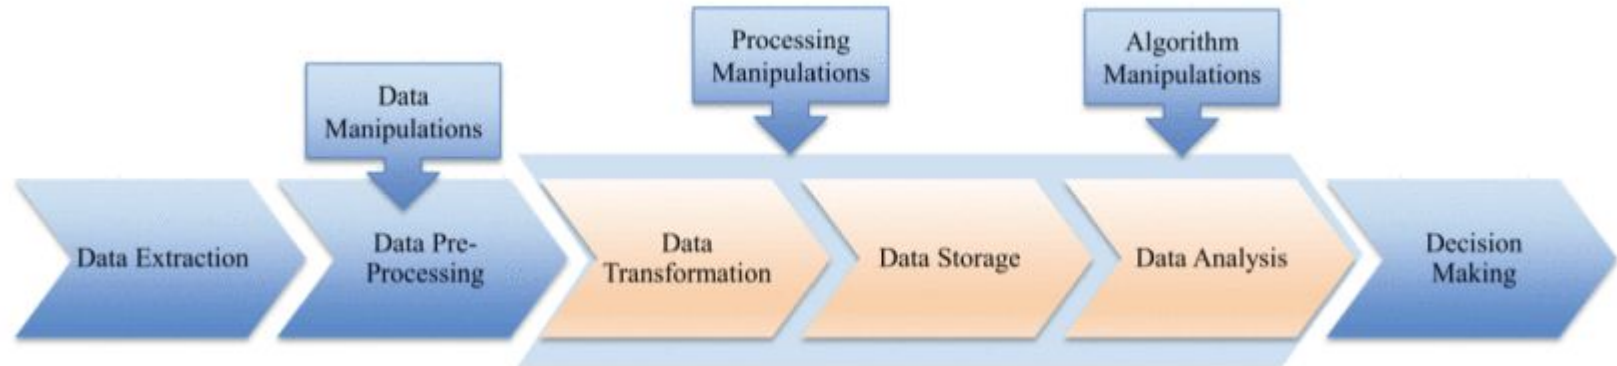 Data
Manipulations
Processing
Manipulations
Algorithm
Manipulations
Data Extraction
Data Pre-
Processing
Data
Transformation
Data Storage
Data Analysis
Decision
Making